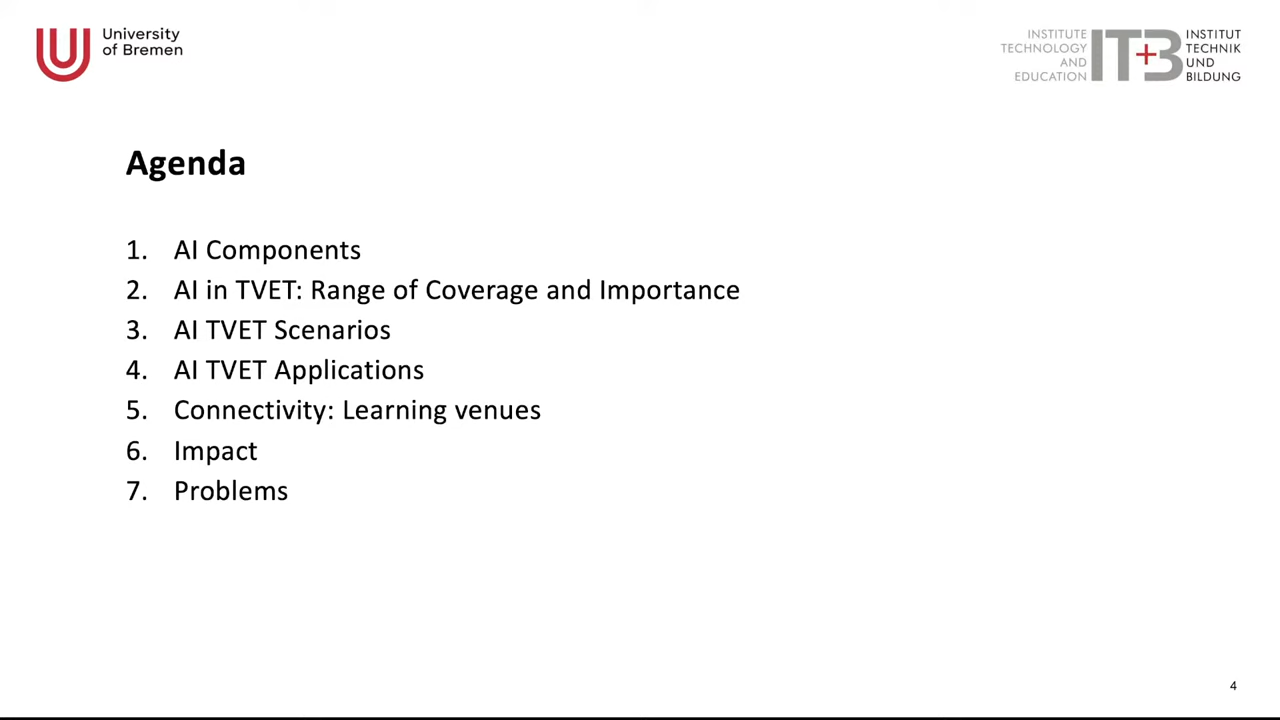 University
of Bremen
INSTITUTE
TECHNOLOGY
AND
EDUCATION
IT+B
INSTITUT
TECHNIK
UND
BILDUNG
Agenda
1. AI Components
2. AI in TVET: Range of Coverage and Importance
3. AI TVET Scenarios
4. AI TVET Applications
5. Connectivity: Learning venues
6. Impact
7. Problems
4